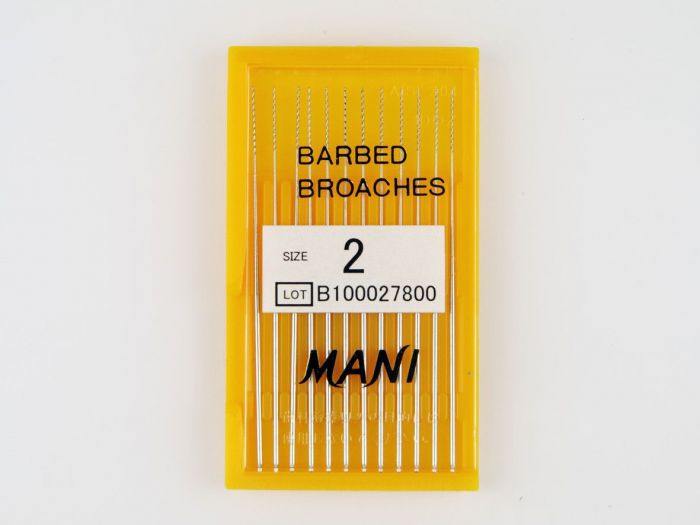 BARBED
BROACHES
SIZE 2
LOT B100027800
MANI